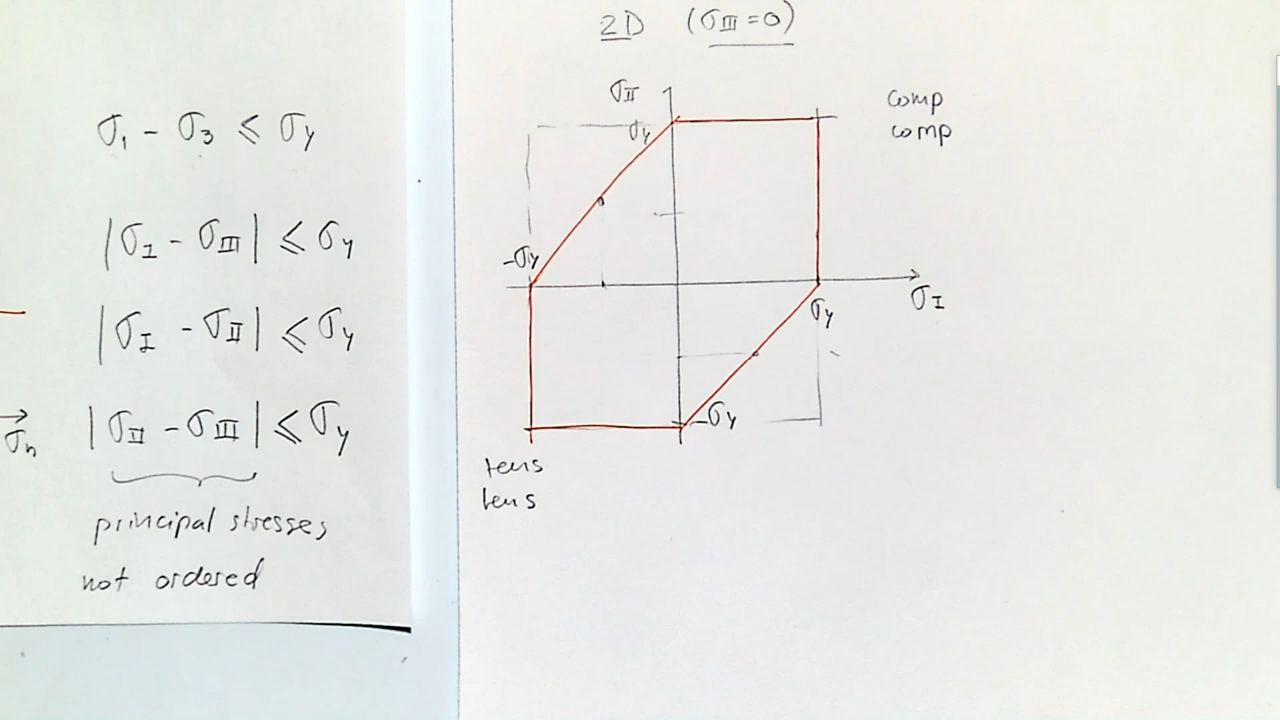 σ₁ - σ₃ ≤ σy
|σI - σIII| ≤ σy
|σI - σII| ≤ σy
σn
|σII - σIII| ≤ σy
principal stresses
not ordered
2D (σIII = 0)
σII
σy
comp
comp
-σy
σI
σy
-σy
tens
tens